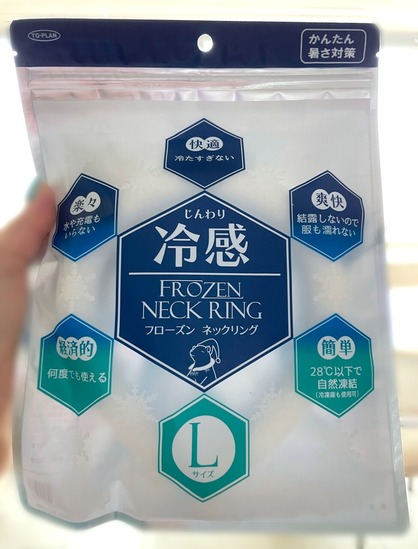 TO-PLAN
かんたん
暑さ対策
快適
冷たすぎない
楽々
水や充電も
いらない
爽快
結露しないので
服も濡れない
じんわり
冷感
FROZEN
NECK RING
フローズン ネックリング
経済的
何度でも使える
簡単
28℃以下で
自然凍結
(冷凍庫も使用可)
L
サイズ